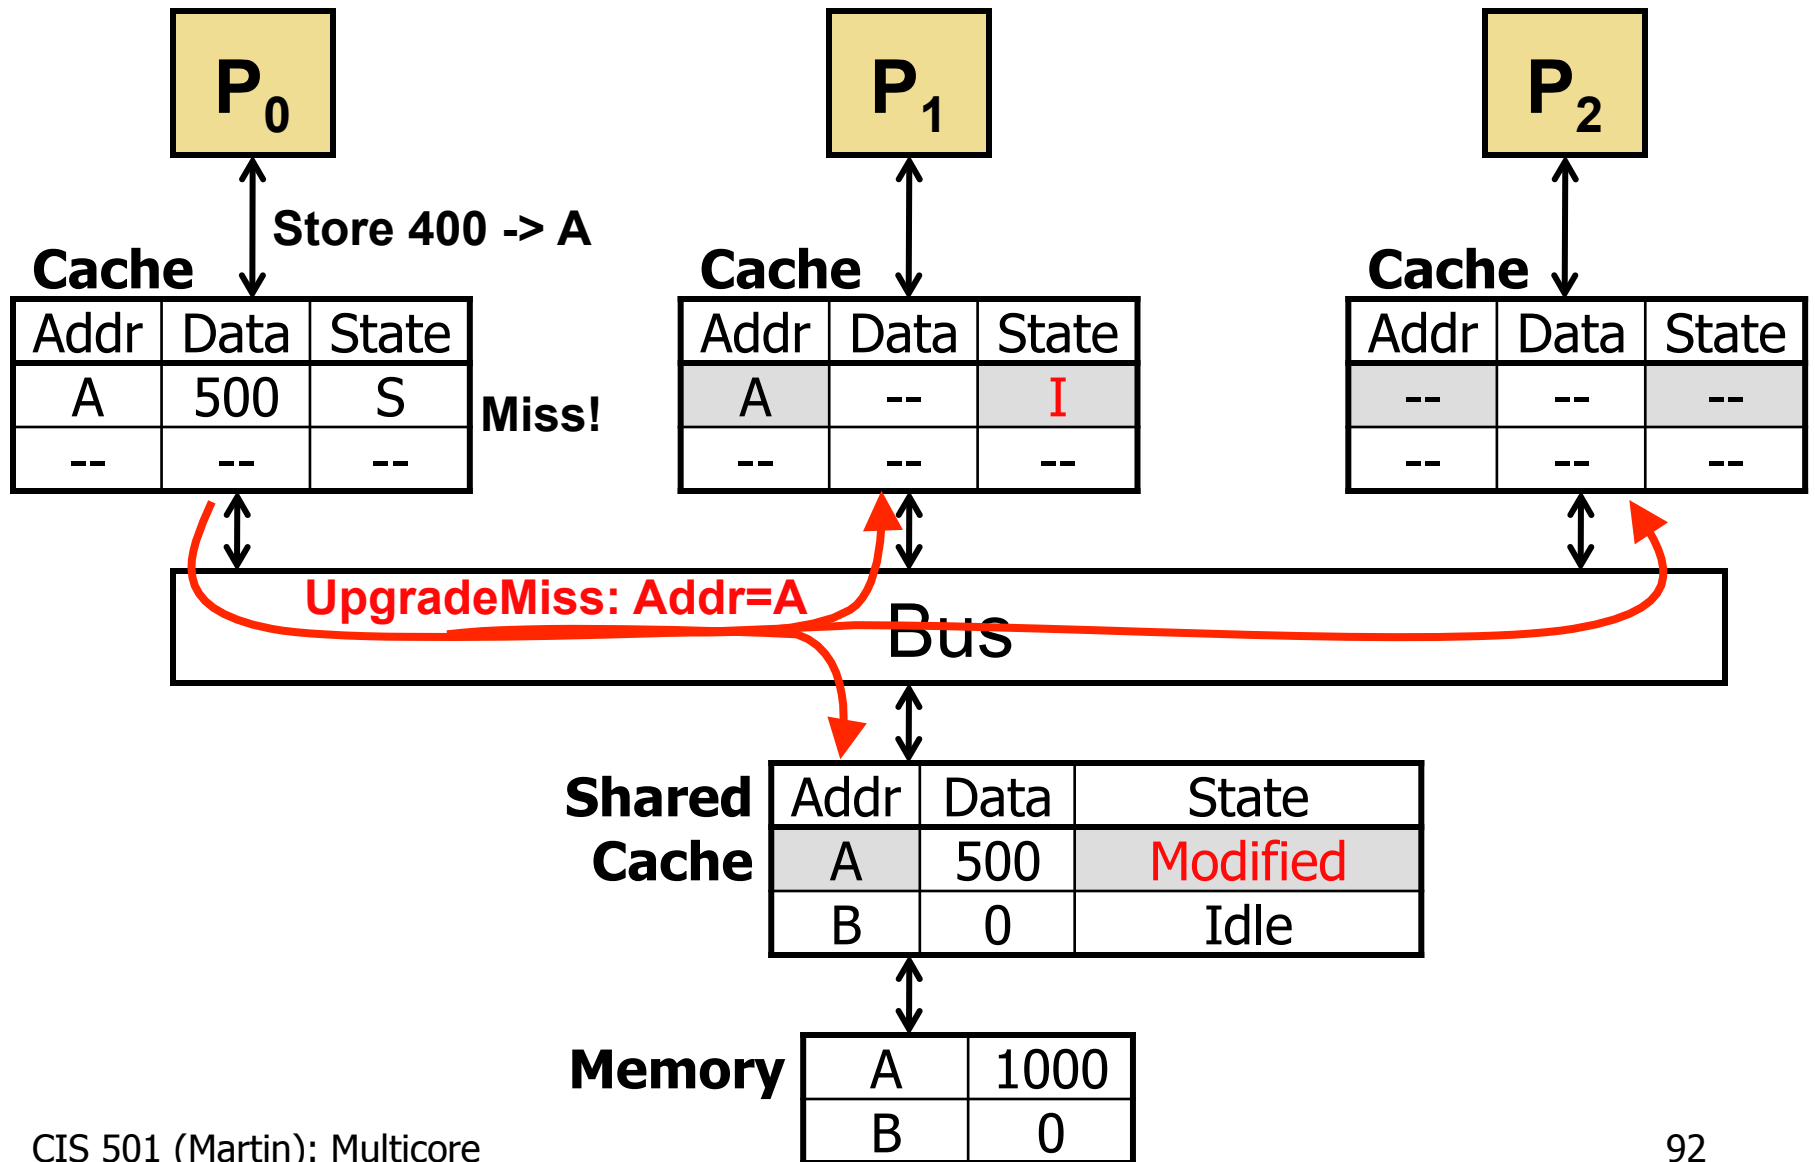 P0 P1 P2
Store 400 -> A
Cache Cache Cache
Addr Data State Addr Data State Addr Data State
A 500 S Miss! A -- I -- -- --
-- -- -- -- -- -- -- -- --
UpgradeMiss: Addr=A
Bus
Shared Addr Data State
Cache A 500 Modified
B 0 Idle
Memory A 1000
B 0
CIS 501 (Martin): Multicore 92